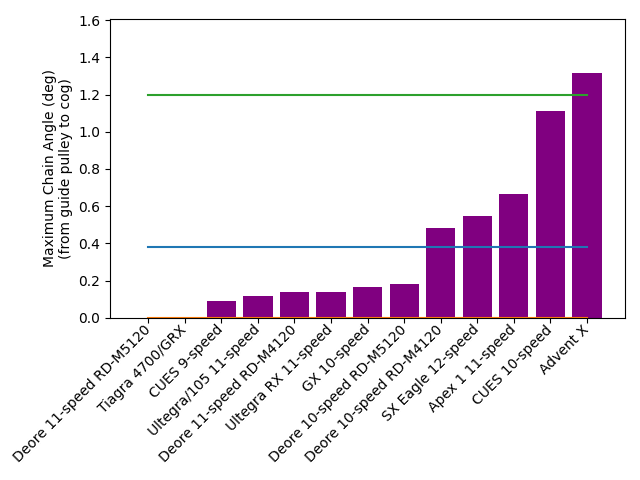 1.6
1.4
1.2
1.0
0.8
0.6
0.4
0.2
0.0
Maximum Chain Angle (deg)
(from guide pulley to cog)
Deore 11-speed RD-M5120
Tiagra 4700/GRX
CUES 9-speed
Ultegra/105 11-speed
Deore 11-speed RD-M4120
Ultegra RX 11-speed
GX 10-speed
Deore 10-speed RD-M5120
Deore 10-speed RD-M4120
SX Eagle 12-speed
Apex 1 11-speed
CUES 10-speed
Advent X